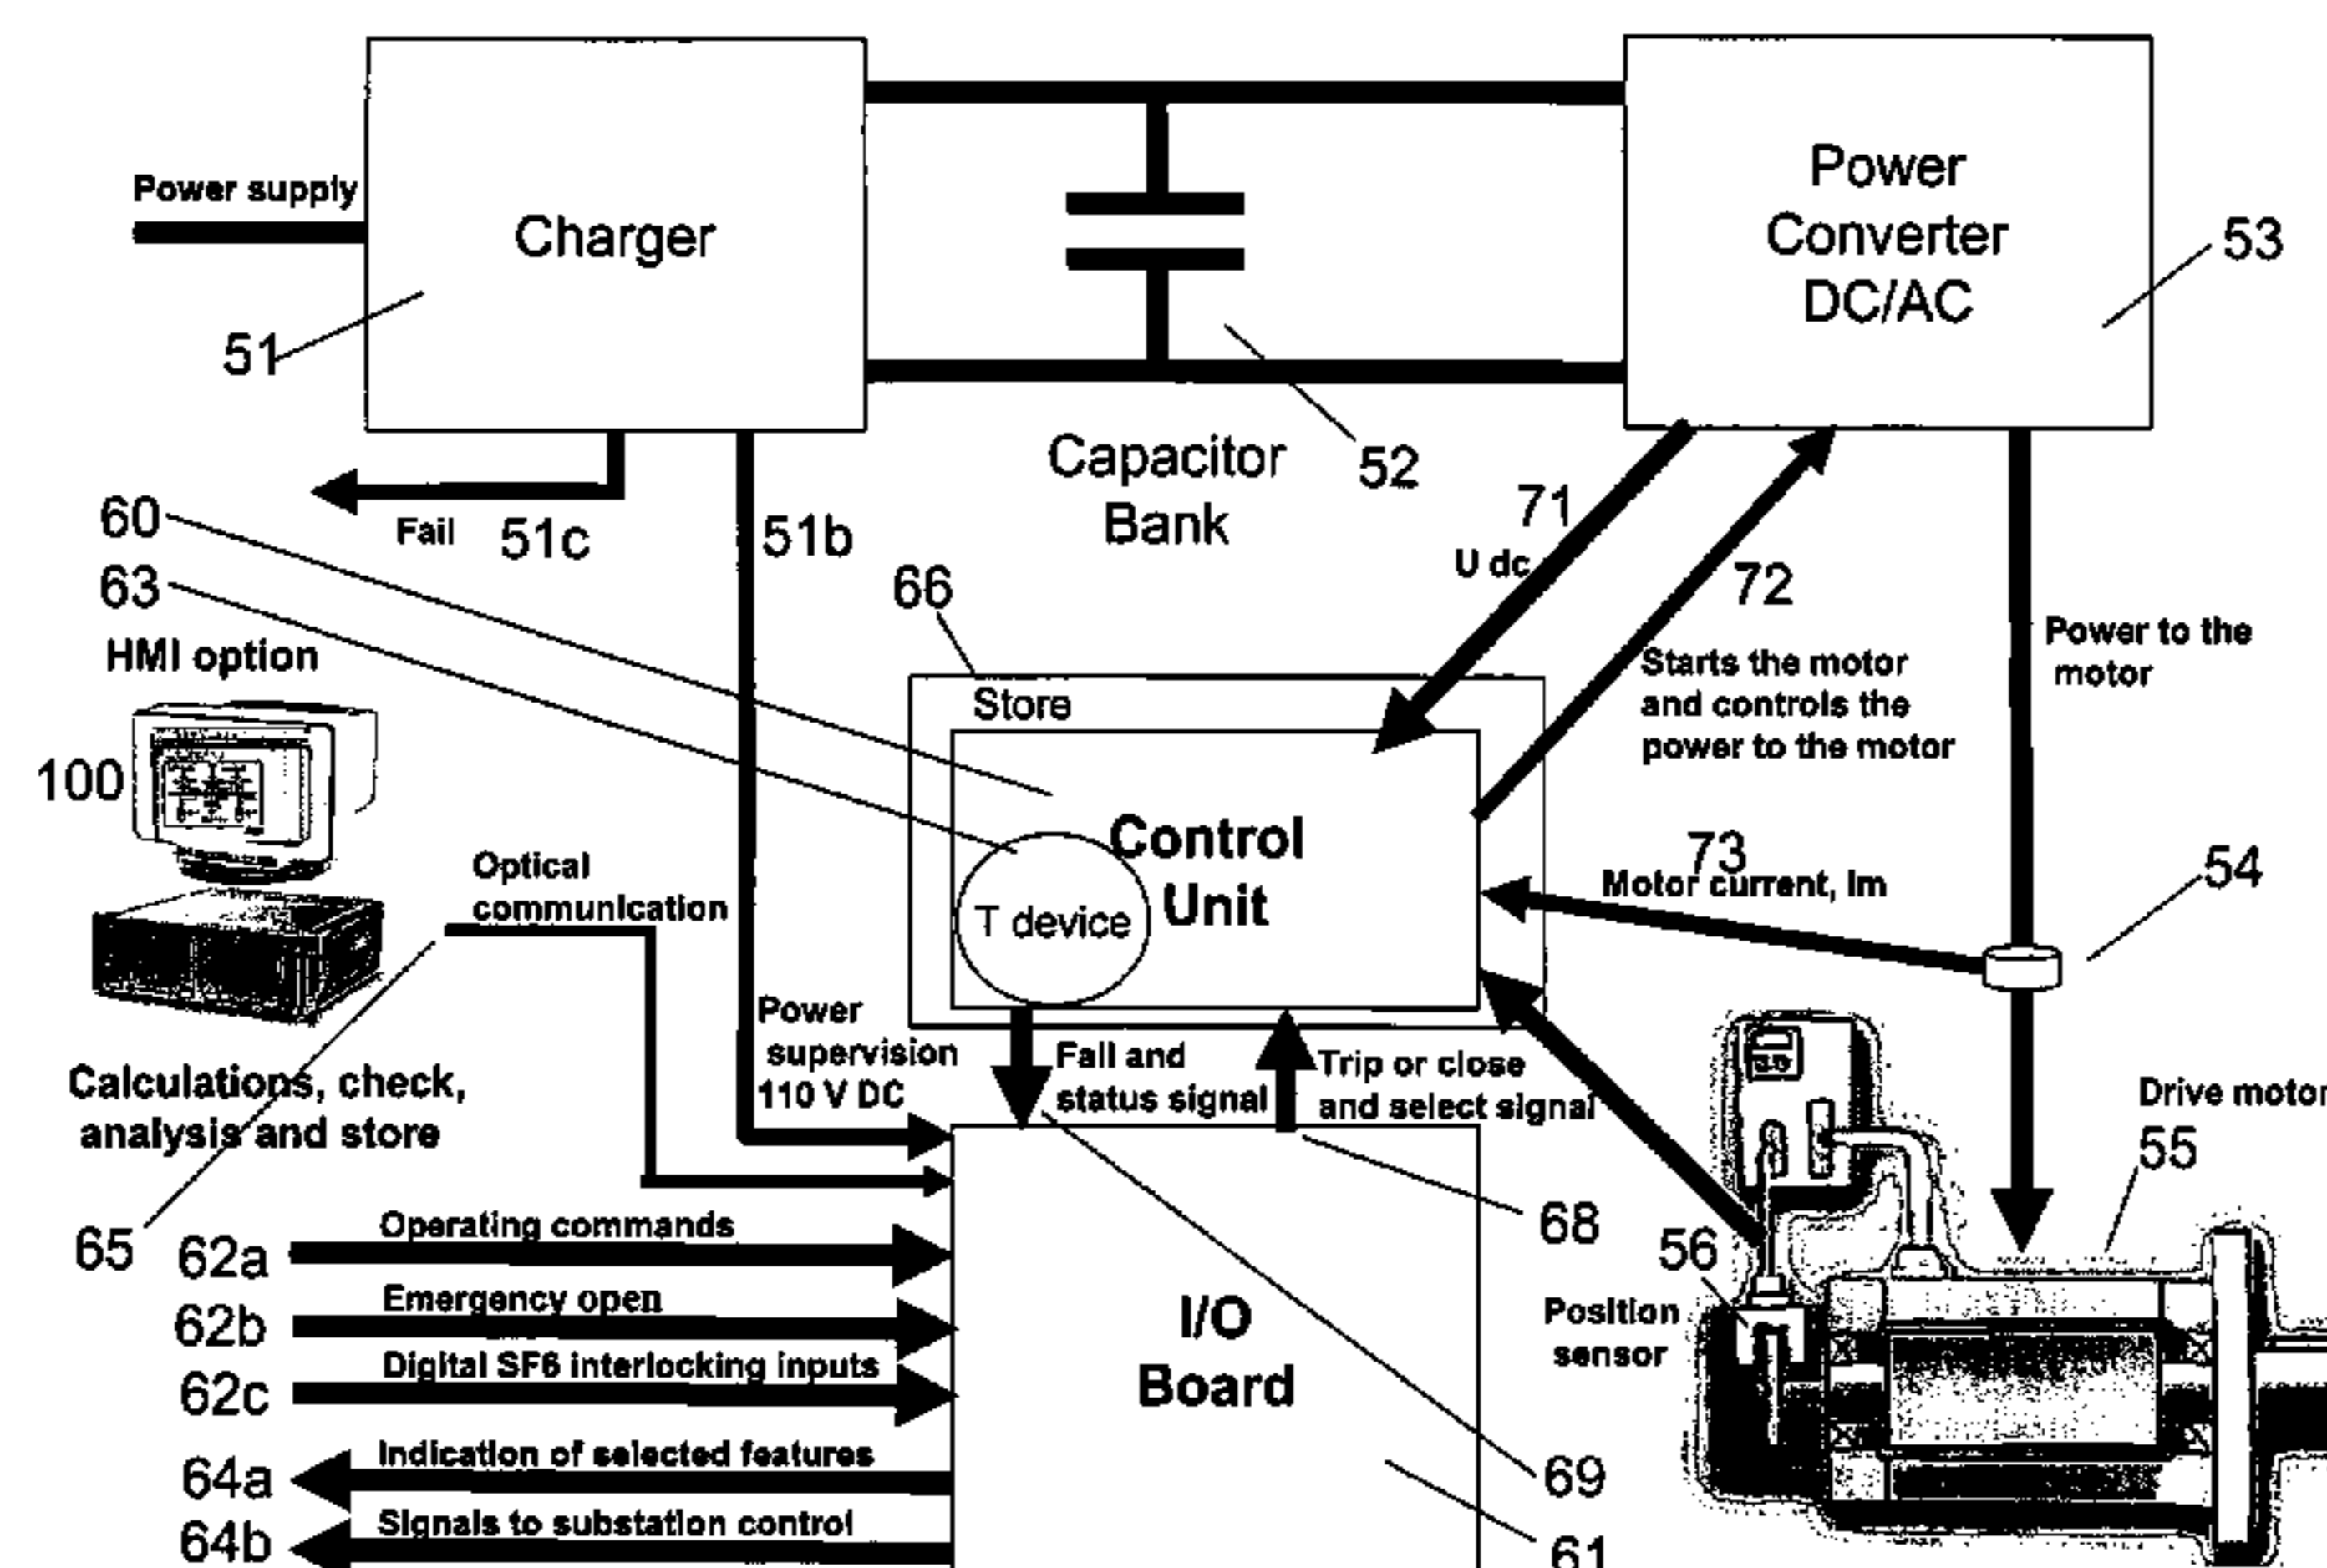 Power supply
Charger
51
Power
Converter
DC/AC
53
Capacitor
Bank
52
Fail
51c
51b
60
63
71
U dc
72
66
Store
HMI option
100
Starts the motor
and controls the
power to the motor
Power to the
motor
Control
Unit
T device
73
Motor current, Im
54
Optical
communication
Power
supervision
110 V DC
Fail and
status signal
Trip or close
and select signal
Calculations, check,
analysis and store
Drive motor
55
65
62a
Operating commands
62b
Emergency open
62c
Digital SF6 interlocking inputs
64a
Indication of selected features
64b
Signals to substation control
I/O
Board
68
56
Position
sensor
69
61